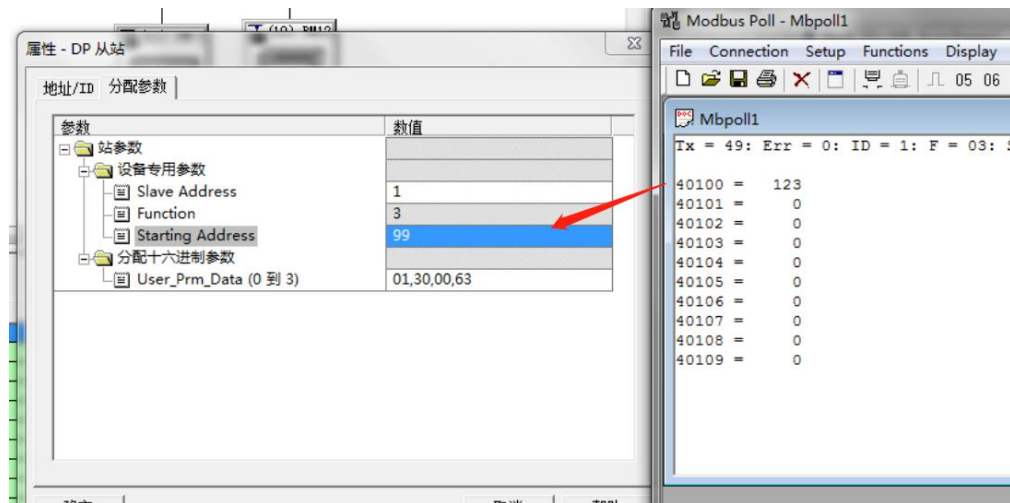 属性 - DP 从站
地址/ID 分配参数
参数 数值
站参数
设备专用参数
Slave Address 1
Function 3
Starting Address 99
分配十六进制参数
User_Prm_Data (0 到 3) 01,30,00,63
Modbus Poll - Mbpoll1
File Connection Setup Functions Display
05 06
Mbpoll1
Tx = 49: Err = 0: ID = 1: F = 03:
40100 = 123
40101 = 0
40102 = 0
40103 = 0
40104 = 0
40105 = 0
40106 = 0
40107 = 0
40108 = 0
40109 = 0